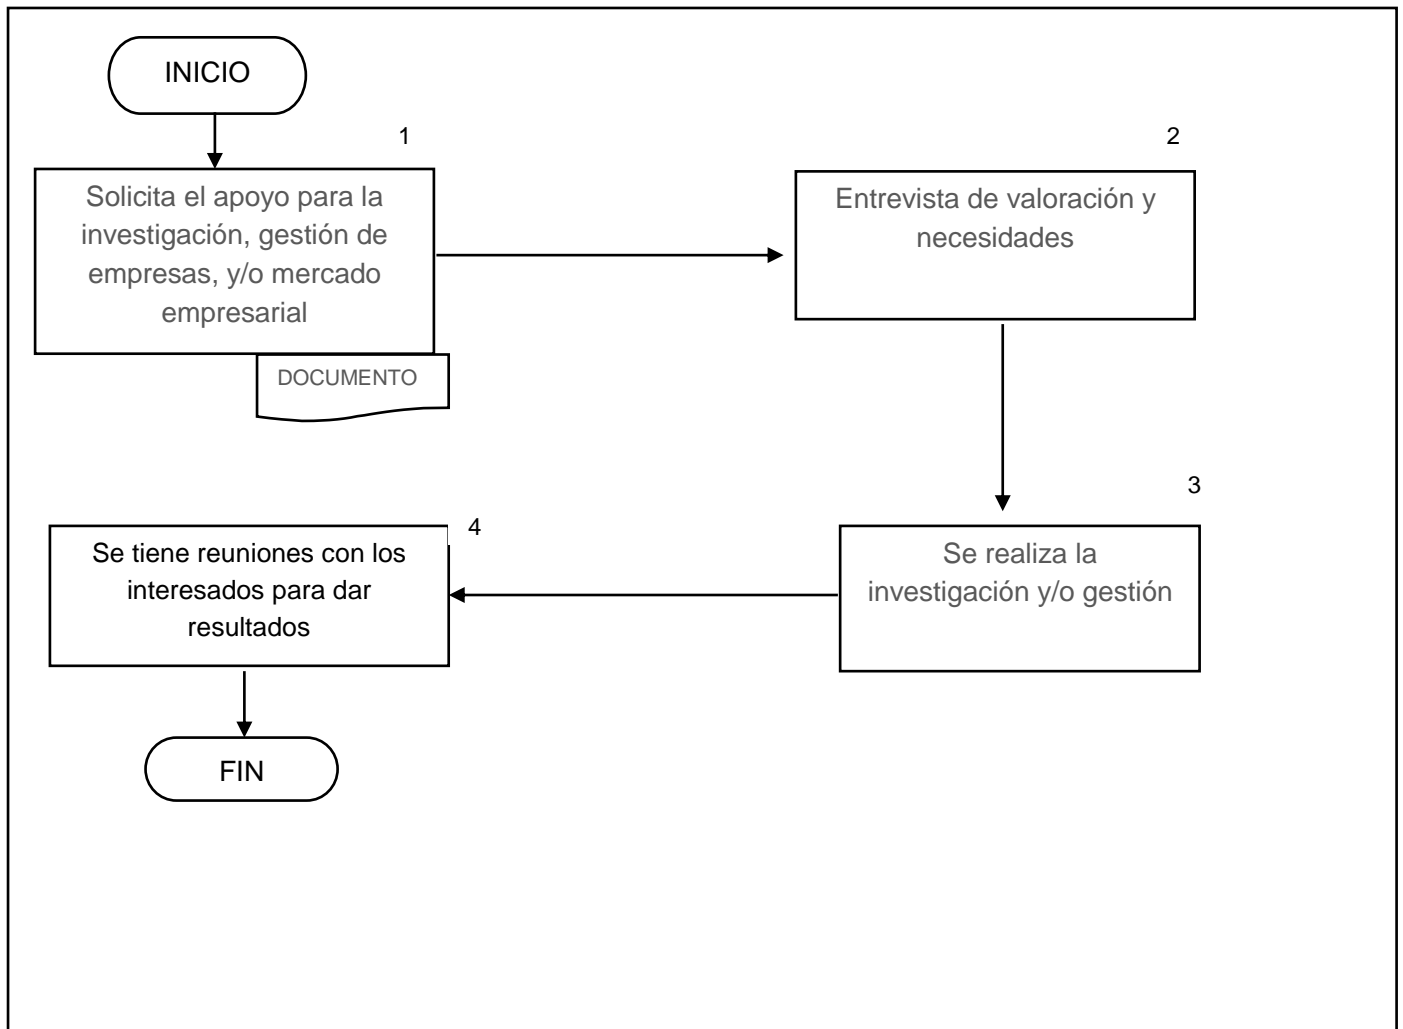 INICIO
1
Solicita el apoyo para la
investigación, gestión de
empresas, y/o mercado
empresarial
DOCUMENTO
2
Entrevista de valoración y
necesidades
3
Se realiza la
investigación y/o gestión
4
Se tiene reuniones con los
interesados para dar
resultados
FIN